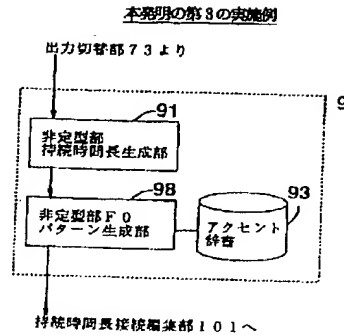 本発明の第3の実施例
出力切替部73より
9
91
非定型部
持続時間長生成部
98
非定型部F0
パターン生成部
93
アクセント
辞書
持続時間長接続編集部101へ